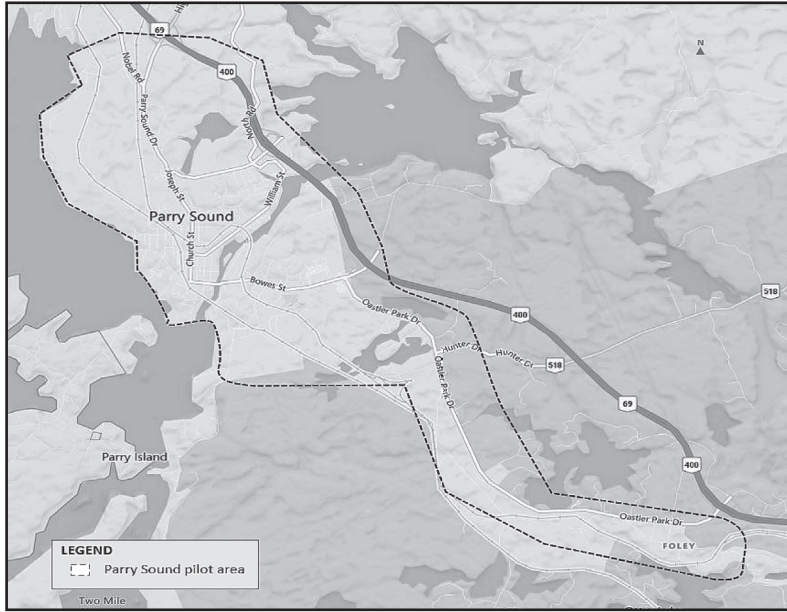 69
Hi
N
Nobel Rd
400
Parry Sound Dr
North Rd
Joseph St
William St
Parry Sound
Church St
Bowes St
518
Oastler Park Dr
400
Hunter Dr
Hunter Dr
518
Oastler Park Dr
69
Parry Island
400
Oastler Park Dr
FOLEY
LEGEND
Parry Sound pilot area
Two Mile